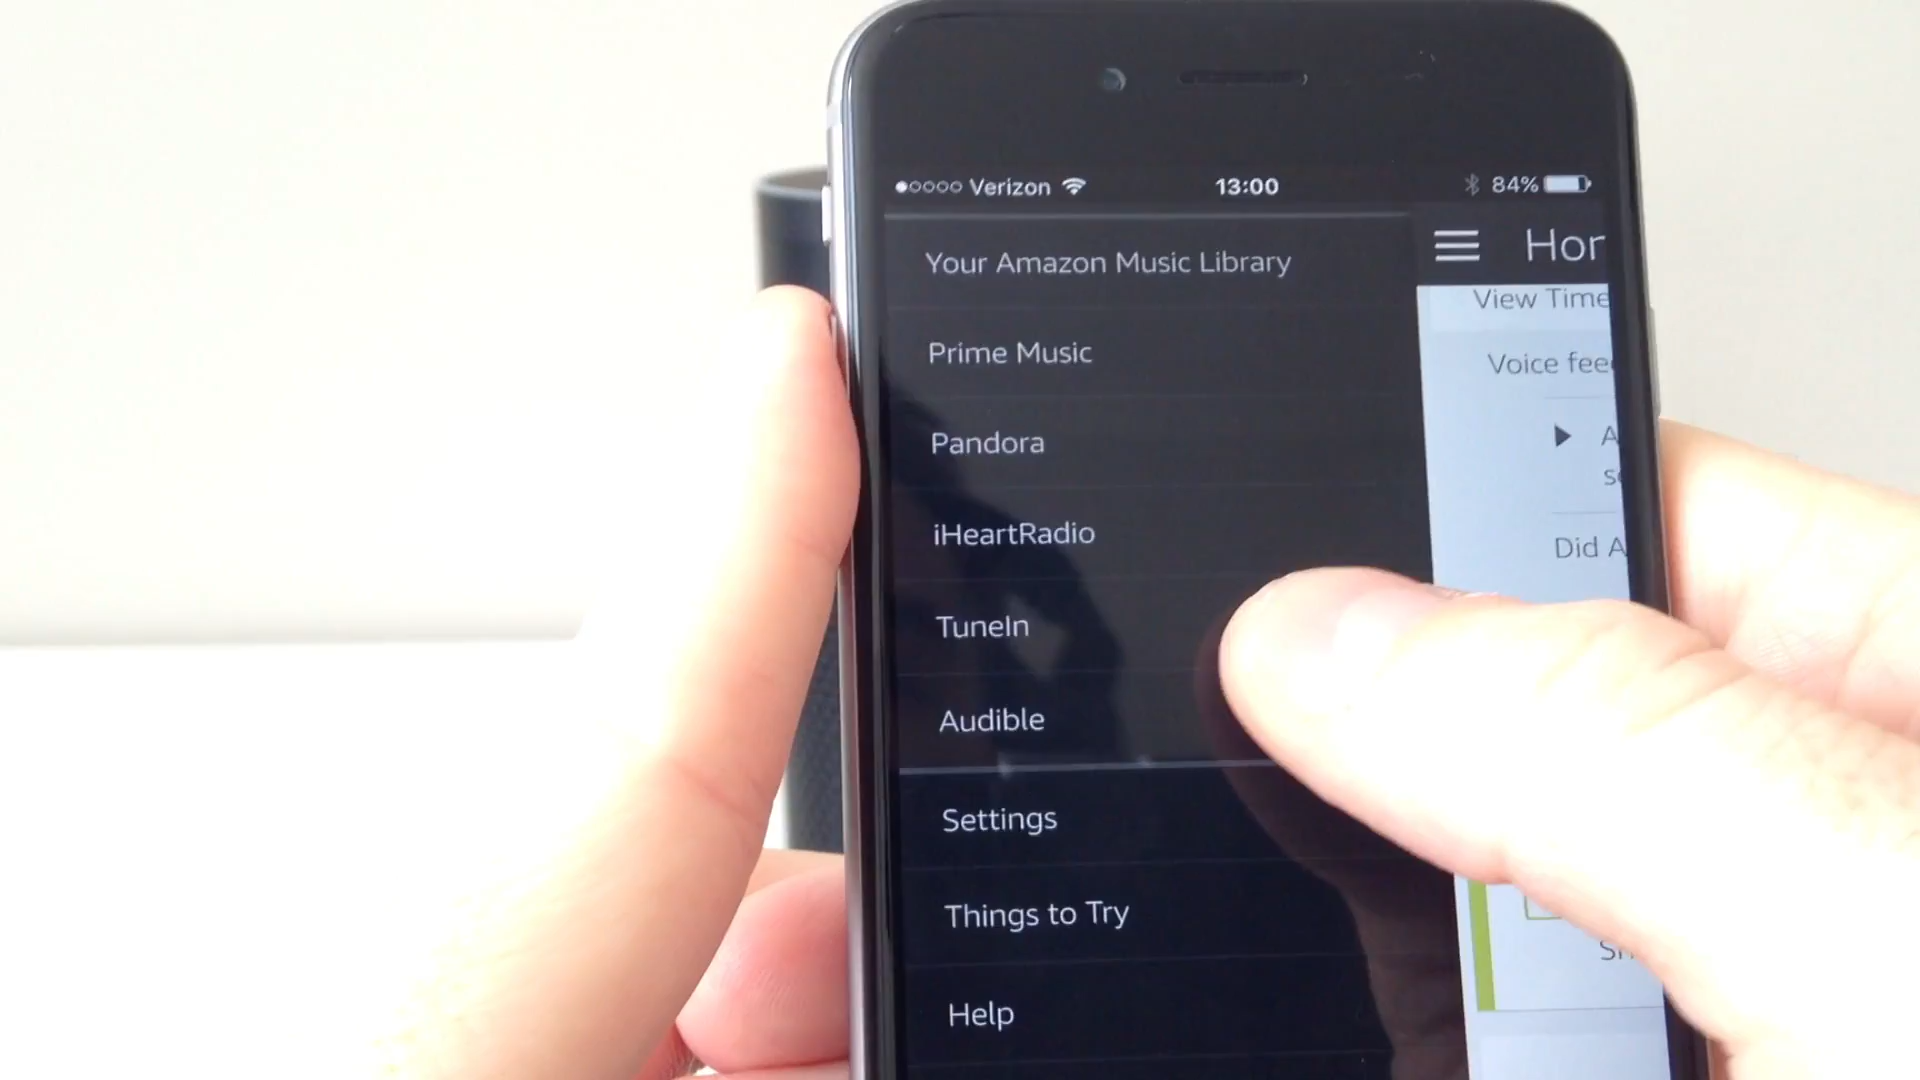 Verizon 13:00 84%
Your Amazon Music Library
Prime Music
Pandora
iHeartRadio
TuneIn
Audible
Settings
Things to Try
Help
Hor
View Time
Voice fee
A
s
Did A